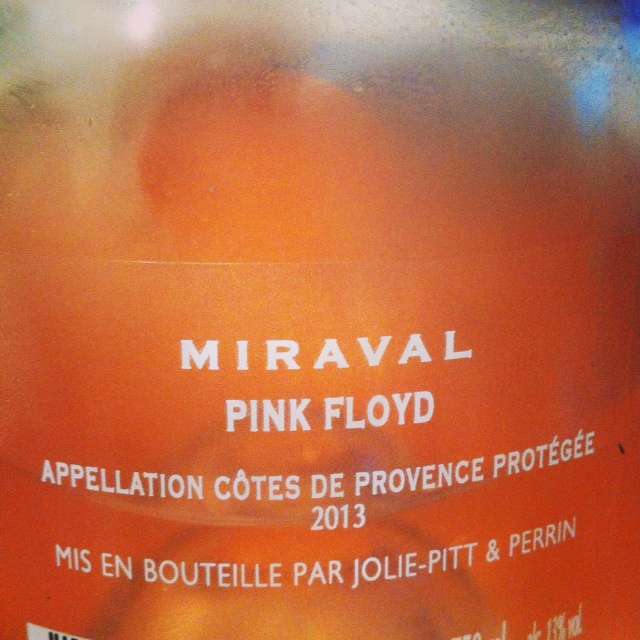 MIRAVAL
PINK FLOYD
APPELLATION CÔTES DE PROVENCE PROTÉGÉE
2013
MIS EN BOUTEILLE PAR JOLIE-PITT & PERRIN